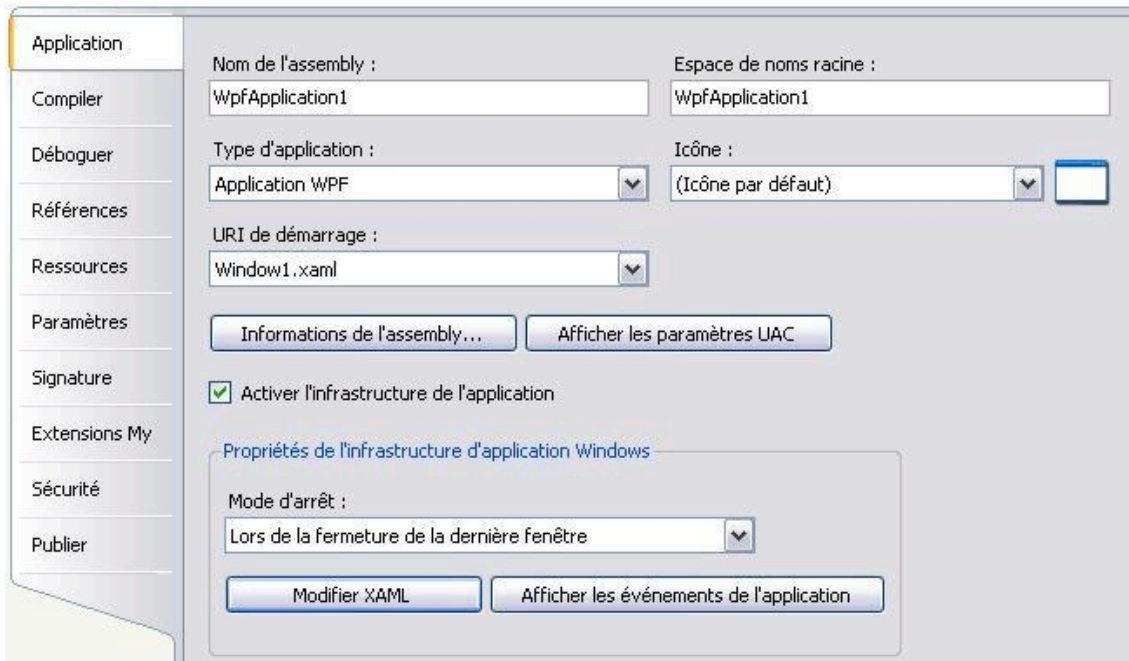 Application
Compiler
Déboguer
Références
Ressources
Paramètres
Signature
Extensions My
Sécurité
Publier
Nom de l'assembly :
Espace de noms racine :
WpfApplication1
WpfApplication1
Type d'application :
Icône :
Application WPF
(Icône par défaut)
URI de démarrage :
Window1.xaml
Informations de l'assembly...
Afficher les paramètres UAC
Activer l'infrastructure de l'application
Propriétés de l'infrastructure d'application Windows
Mode d'arrêt :
Lors de la fermeture de la dernière fenêtre
Modifier XAML
Afficher les événements de l'application